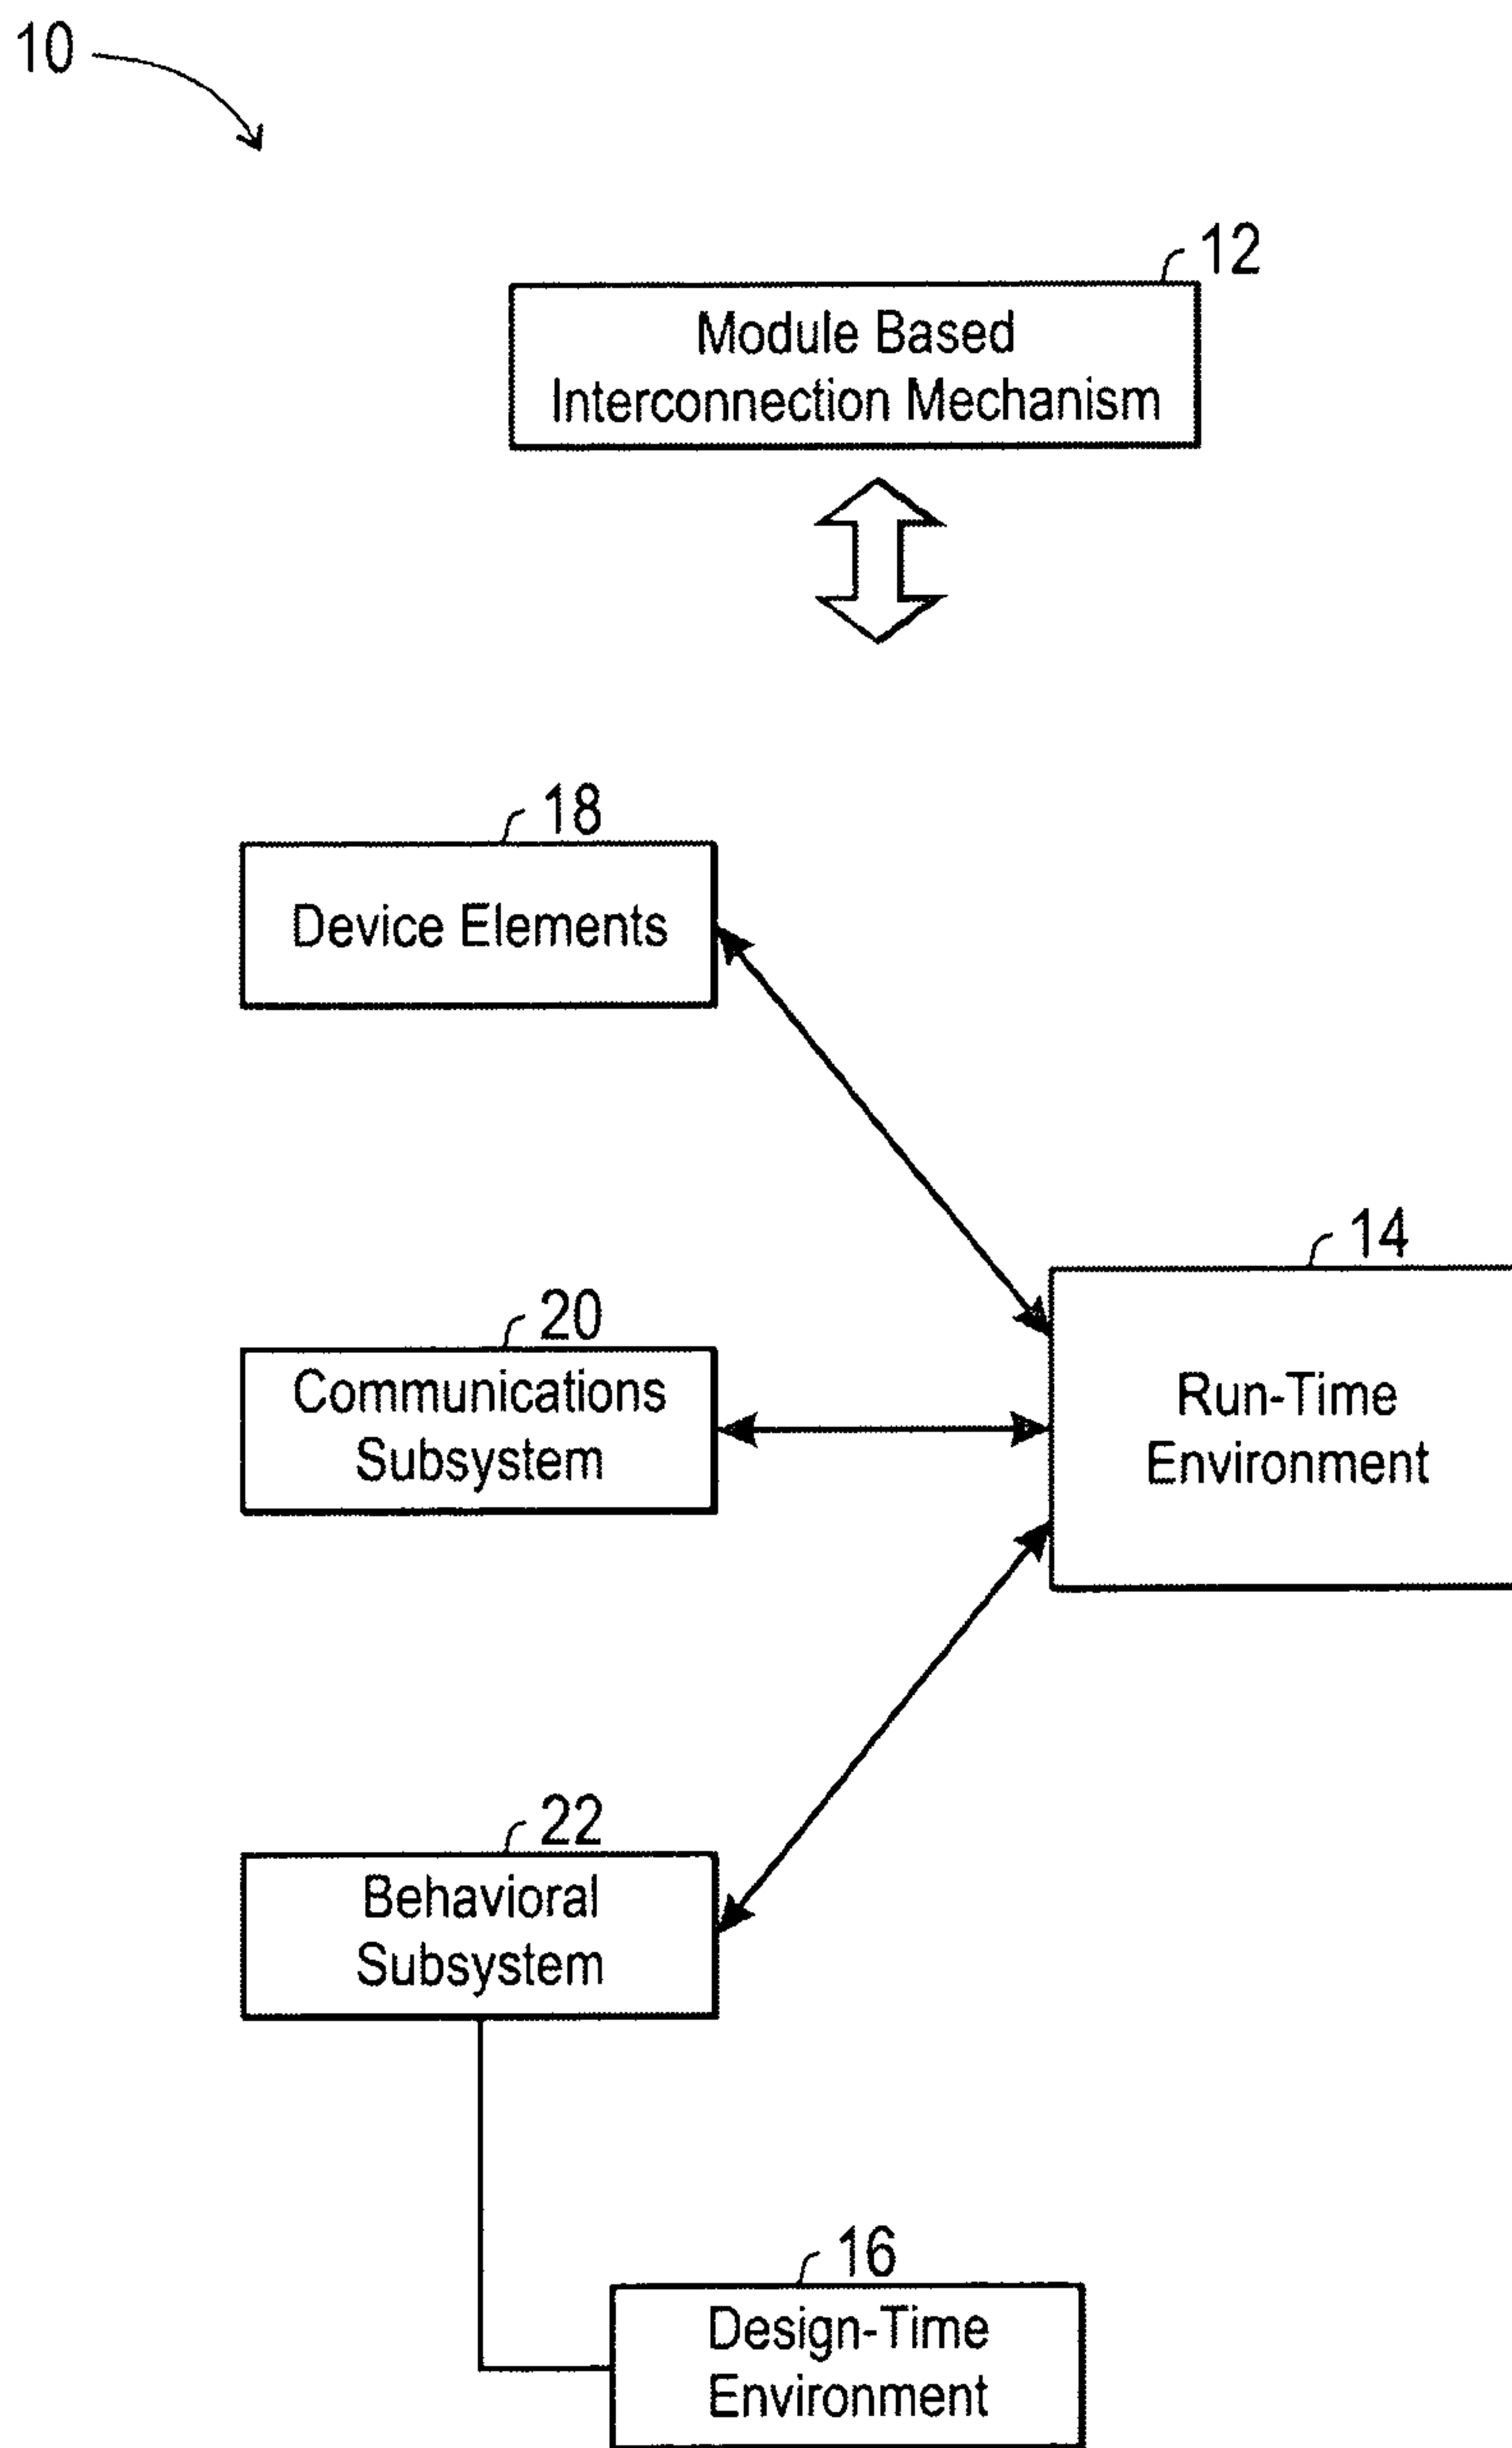 10
12
Module Based
Interconnection Mechanism
18
Device Elements
14
Run-Time
Environment
20
Communications
Subsystem
22
Behavioral
Subsystem
16
Design-Time
Environment